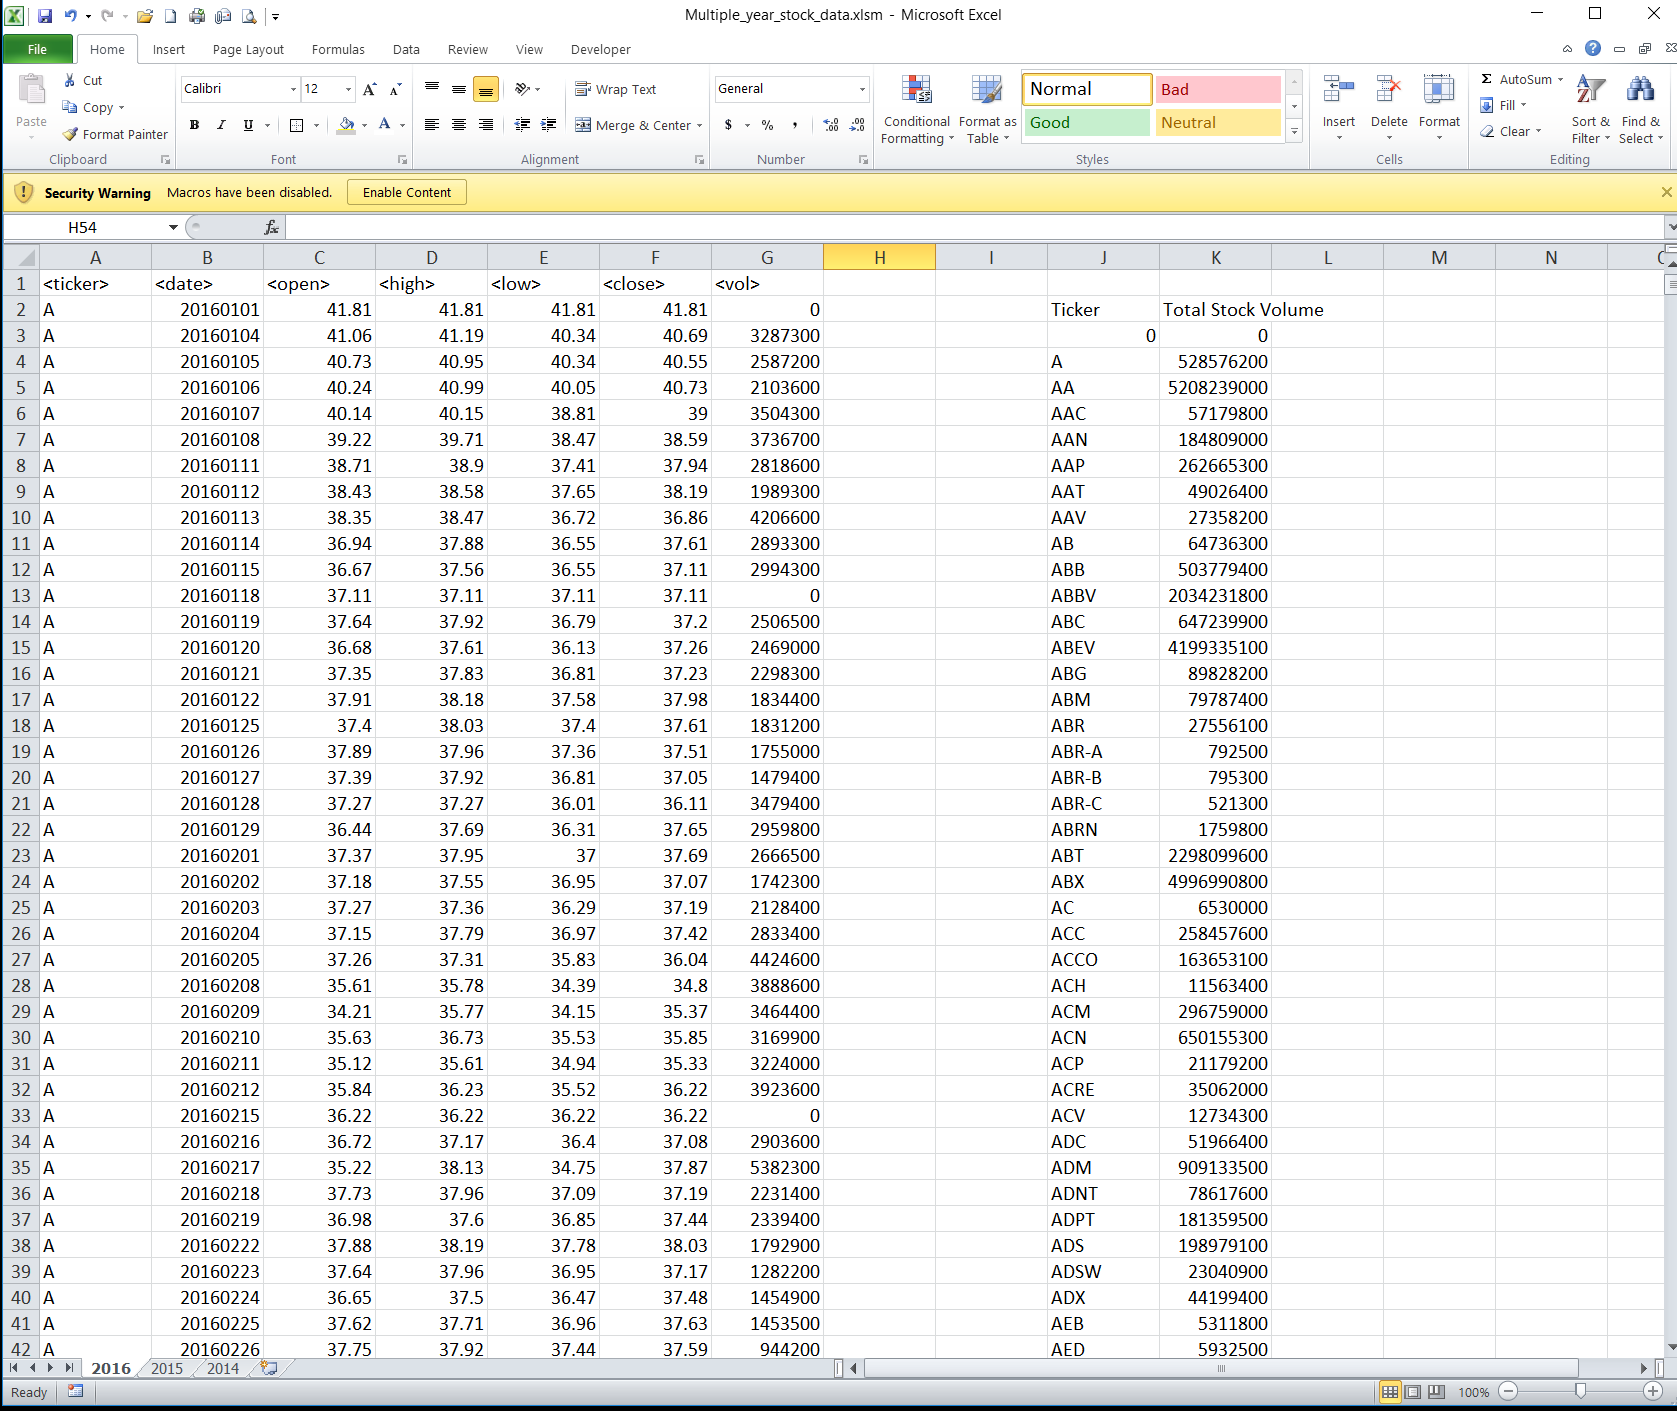 Multiple_year_stock_data.xlsm - Microsoft Excel
File Home Insert Page Layout Formulas Data Review View Developer
Cut
Copy
Format Painter
Paste
Clipboard
Calibri 12
B I U
Font
Wrap Text
Merge & Center
Alignment
General
$ % ,
Number
Conditional Formatting
Format as Table
Normal Bad
Good Neutral
Styles
Insert Delete Format
Cells
Σ AutoSum
Fill
Clear
Sort & Filter
Find & Select
Editing
Security Warning Macros have been disabled. Enable Content
H54 fx
A B C D E F G H I J K L M N
1 <ticker> <date> <open> <high> <low> <close> <vol>
2 A 20160101 41.81 41.81 41.81 41.81 0 Ticker Total Stock Volume
3 A 20160104 41.06 41.19 40.34 40.69 3287300 0 0
4 A 20160105 40.73 40.95 40.34 40.55 2587200 A 528576200
5 A 20160106 40.24 40.99 40.05 40.73 2103600 AA 5208239000
6 A 20160107 40.14 40.15 38.81 39 3504300 AAC 57179800
7 A 20160108 39.22 39.71 38.47 38.59 3736700 AAN 184809000
8 A 20160111 38.71 38.9 37.41 37.94 2818600 AAP 262665300
9 A 20160112 38.43 38.58 37.65 38.19 1989300 AAT 49026400
10 A 20160113 38.35 38.47 36.72 36.86 4206600 AAV 27358200
11 A 20160114 36.94 37.88 36.55 37.61 2893300 AB 64736300
12 A 20160115 36.67 37.56 36.55 37.11 2994300 ABB 503779400
13 A 20160118 37.11 37.11 37.11 37.11 0 ABBV 2034231800
14 A 20160119 37.64 37.92 36.79 37.2 2506500 ABC 647239900
15 A 20160120 36.68 37.61 36.13 37.26 2469000 ABEV 4199335100
16 A 20160121 37.35 37.83 36.81 37.23 2298300 ABG 89828200
17 A 20160122 37.91 38.18 37.58 37.98 1834400 ABM 79787400
18 A 20160125 37.4 38.03 37.4 37.61 1831200 ABR 27556100
19 A 20160126 37.89 37.96 37.36 37.51 1755000 ABR-A 792500
20 A 20160127 37.39 37.92 36.81 37.05 1479400 ABR-B 795300
21 A 20160128 37.27 37.27 36.01 36.11 3479400 ABR-C 521300
22 A 20160129 36.44 37.69 36.31 37.65 2959800 ABRN 1759800
23 A 20160201 37.37 37.95 37 37.69 2666500 ABT 2298099600
24 A 20160202 37.18 37.55 36.95 37.07 1742300 ABX 4996990800
25 A 20160203 37.27 37.36 36.29 37.19 2128400 AC 6530000
26 A 20160204 37.15 37.79 36.97 37.42 2833400 ACC 258457600
27 A 20160205 37.26 37.31 35.83 36.04 4424600 ACCO 163653100
28 A 20160208 35.61 35.78 34.39 34.8 3888600 ACH 11563400
29 A 20160209 34.21 35.77 34.15 35.37 3464400 ACM 296759000
30 A 20160210 35.63 36.73 35.53 35.85 3169900 ACN 650155300
31 A 20160211 35.12 35.61 34.94 35.33 3224000 ACP 21179200
32 A 20160212 35.84 36.23 35.52 36.22 3923600 ACRE 35062000
33 A 20160215 36.22 36.22 36.22 36.22 0 ACV 12734300
34 A 20160216 36.72 37.17 36.4 37.08 2903600 ADC 51966400
35 A 20160217 35.22 38.13 34.75 37.87 5382300 ADM 909133500
36 A 20160218 37.73 37.96 37.09 37.19 2231400 ADNT 78617600
37 A 20160219 36.98 37.6 36.85 37.44 2339400 ADPT 181359500
38 A 20160222 37.88 38.19 37.78 38.03 1792900 ADS 198979100
39 A 20160223 37.64 37.96 36.95 37.17 1282200 ADSW 23040900
40 A 20160224 36.65 37.5 36.47 37.48 1454900 ADX 44199400
41 A 20160225 37.62 37.71 36.96 37.63 1453500 AEB 5311800
42 A 20160226 37.75 37.92 37.44 37.59 944200 AED 5932500
2016 2015 2014
Ready 100%